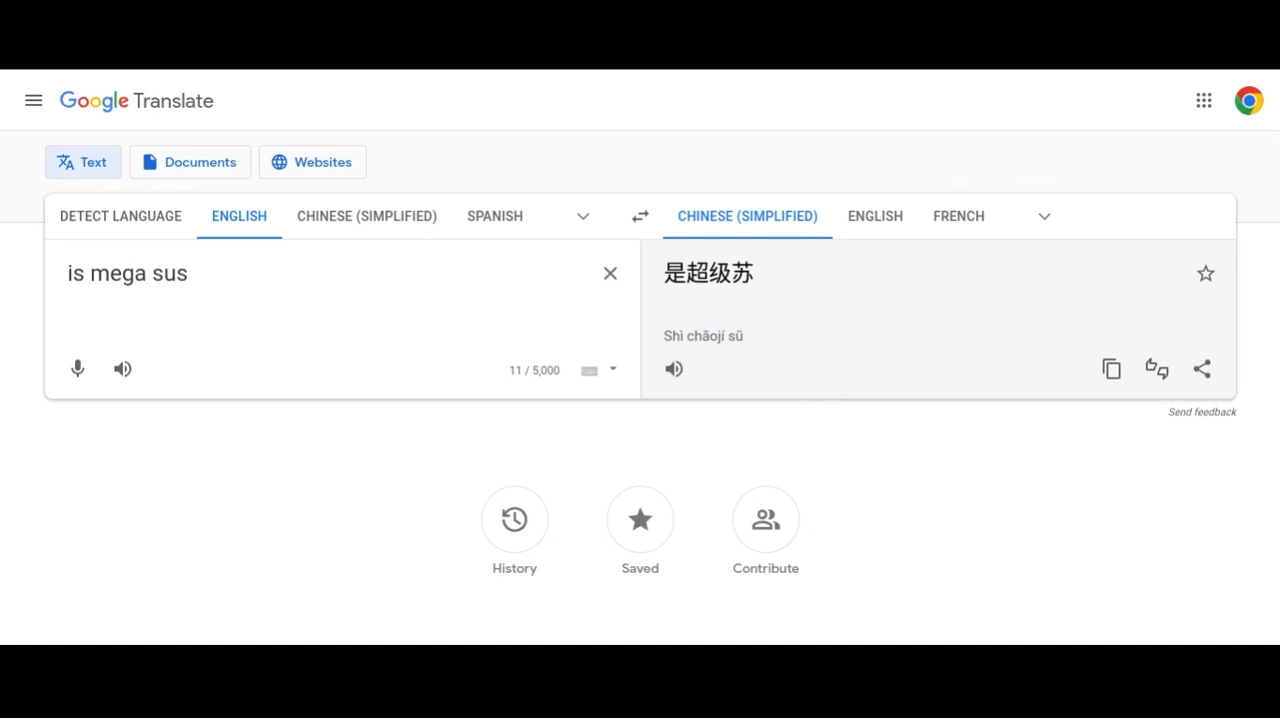 Google Translate
Text Documents Websites
DETECT LANGUAGE ENGLISH CHINESE (SIMPLIFIED) SPANISH CHINESE (SIMPLIFIED) ENGLISH FRENCH
is mega sus
是超级苏
Shì chāojí sū
11 / 5,000
Send feedback
History Saved Contribute